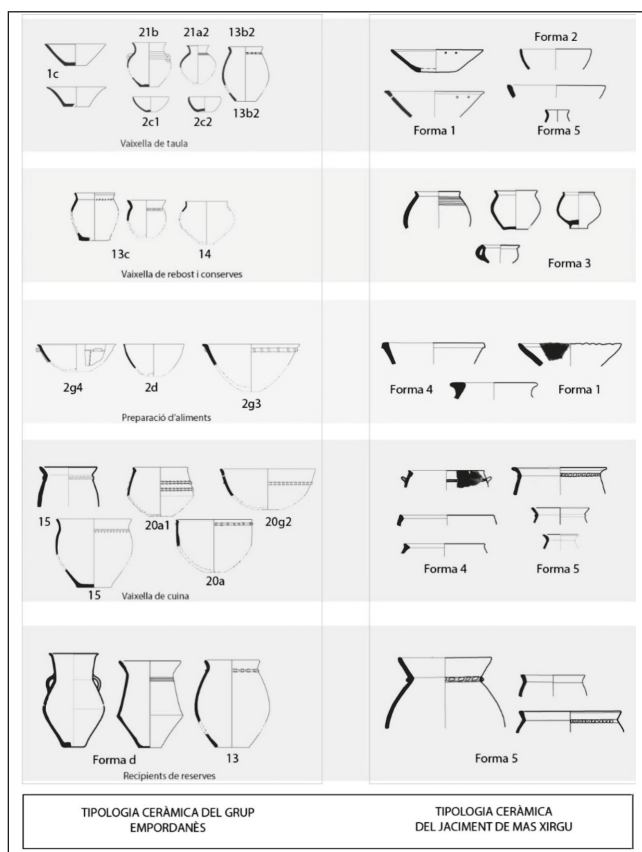 21b 21a2 13b2
1c
2c1 2c2 13b2
Vaixella de taula
Forma 2
Forma 1 Forma 5
13c 14
Vaixella de rebost i conserves
Forma 3
2g4 2d 2g3
Preparació d'aliments
Forma 4 Forma 1
15 20a1 20g2
15 20a
Vaixella de cuina
Forma 4 Forma 5
Forma d 13
Recipients de reserves
Forma 5
TIPOLOGIA CERÀMICA DEL GRUP
EMPORDANÈS
TIPOLOGIA CERÀMICA
DEL JACIMENT DE MAS XIRGU